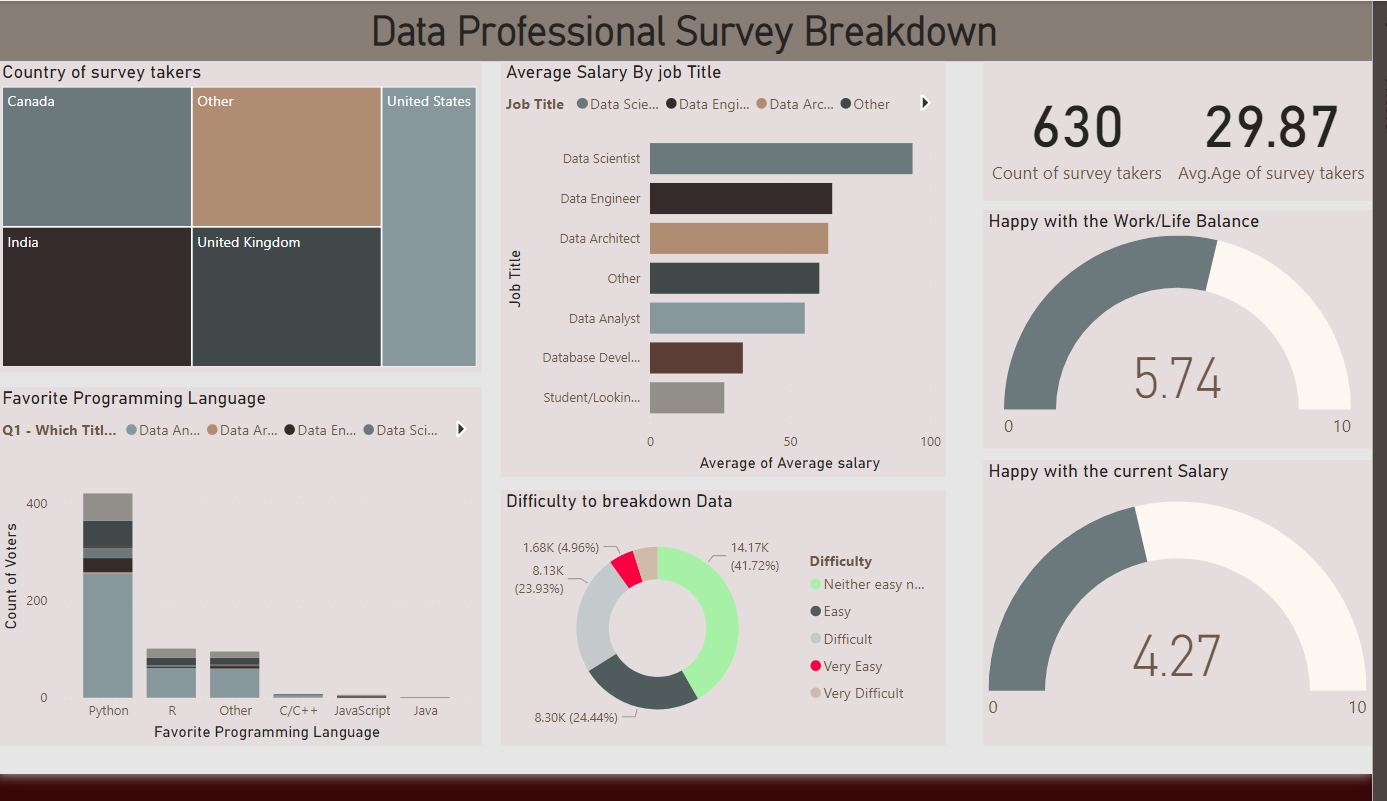 Data Professional Survey Breakdown
Country of survey takers
Canada
Other
United States
India
United Kingdom
Favorite Programming Language
Q1 - Which Titl... Data An... Data Ar... Data En... Data Sci...
Count of Voters
400
200
0
Python R Other C/C++ JavaScript Java
Favorite Programming Language
Average Salary By job Title
Job Title Data Scie... Data Engi... Data Arc... Other
Job Title
Data Scientist
Data Engineer
Data Architect
Other
Data Analyst
Database Devel...
Student/Lookin...
0 50 100
Average of Average salary
Difficulty to breakdown Data
1.68K (4.96%)
14.17K
(41.72%)
8.13K
(23.93%)
8.30K (24.44%)
Difficulty
Neither easy n...
Easy
Difficult
Very Easy
Very Difficult
630
Count of survey takers
29.87
Avg.Age of survey takers
Happy with the Work/Life Balance
5.74
0 10
Happy with the current Salary
4.27
0 10